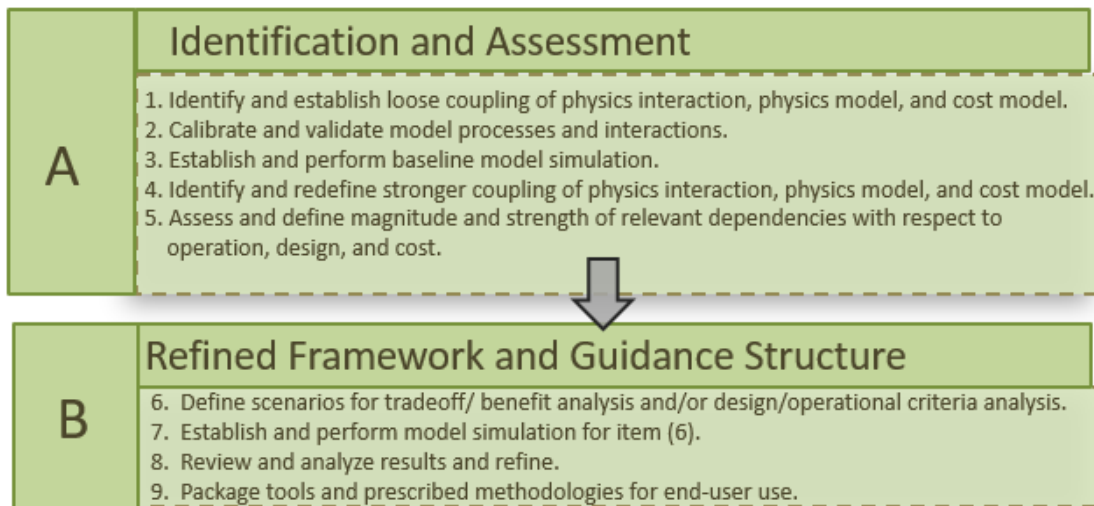 Identification and Assessment
A
1. Identify and establish loose coupling of physics interaction, physics model, and cost model.
2. Calibrate and validate model processes and interactions.
3. Establish and perform baseline model simulation.
4. Identify and redefine stronger coupling of physics interaction, physics model, and cost model.
5. Assess and define magnitude and strength of relevant dependencies with respect to
operation, design, and cost.
Refined Framework and Guidance Structure
B
6. Define scenarios for tradeoff/ benefit analysis and/or design/operational criteria analysis.
7. Establish and perform model simulation for item (6).
8. Review and analyze results and refine.
9. Package tools and prescribed methodologies for end-user use.